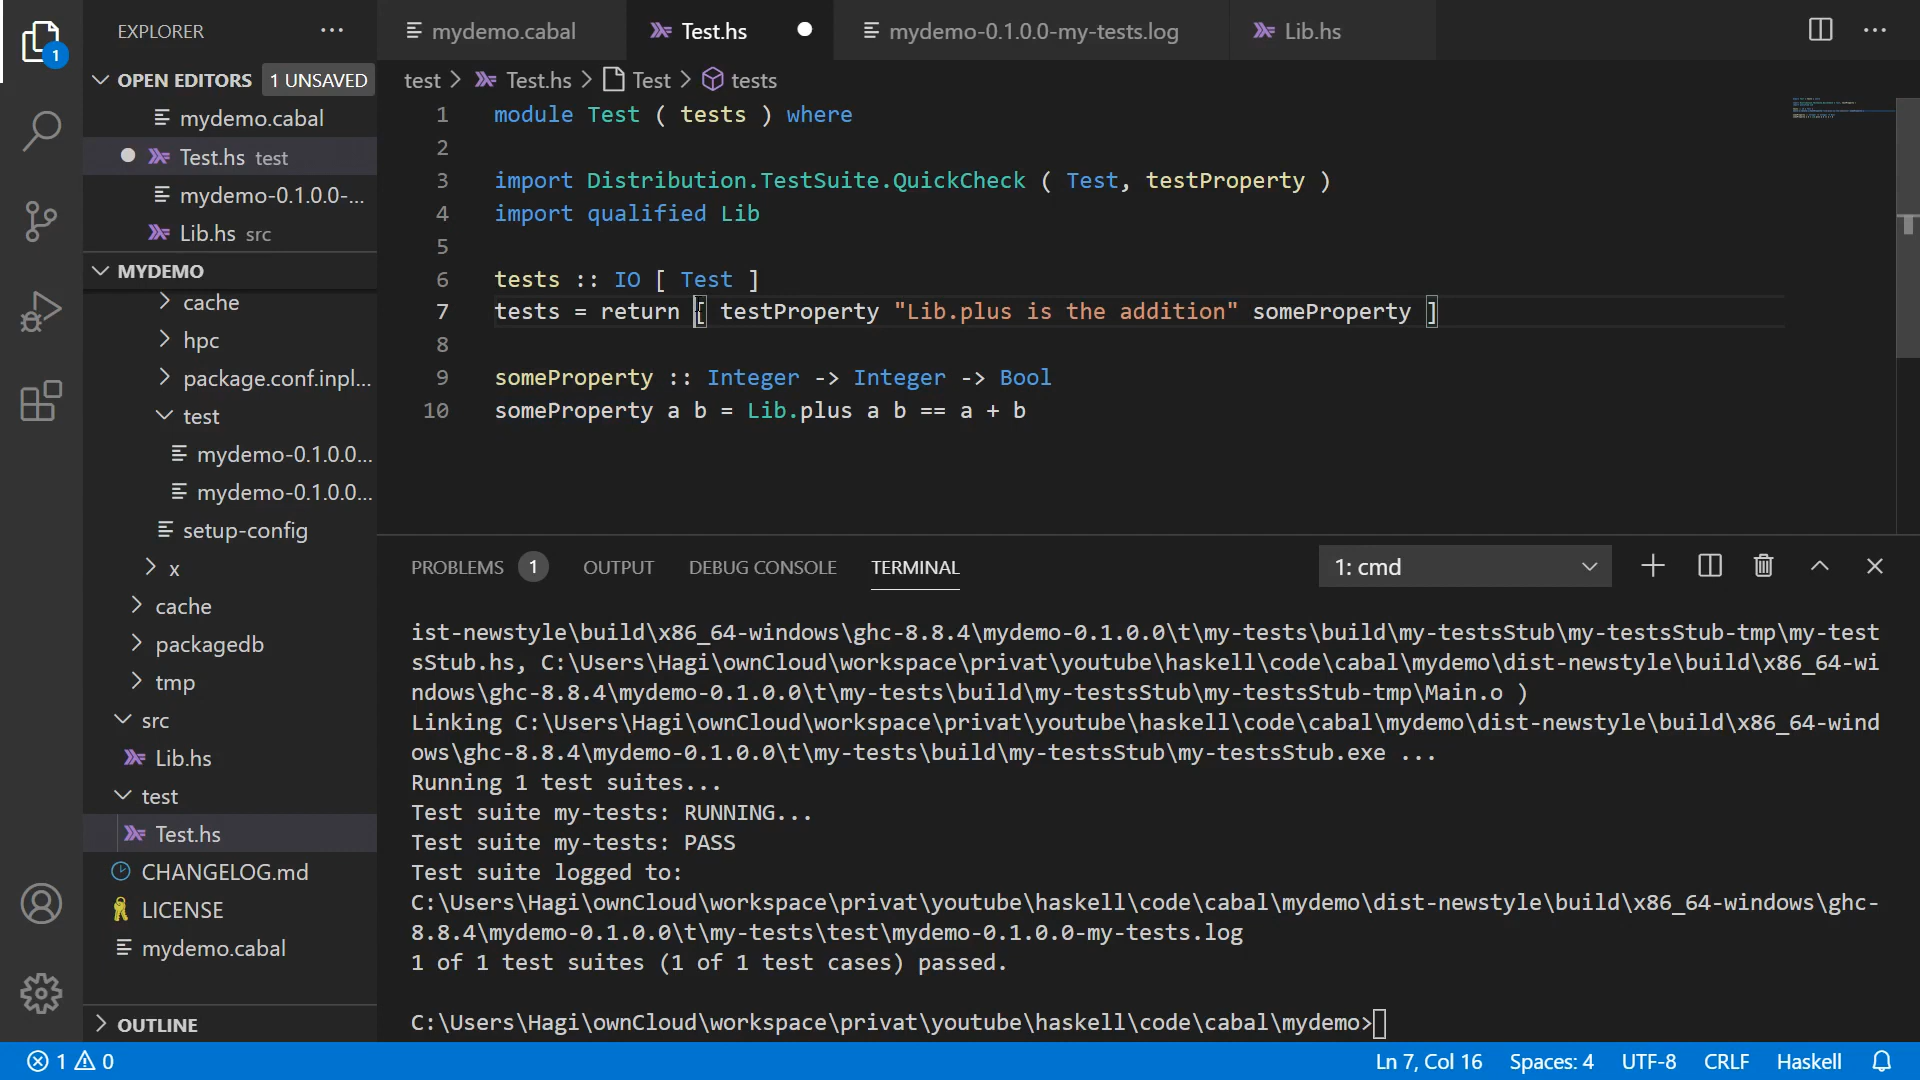 EXPLORER
OPEN EDITORS 1 UNSAVED
mydemo.cabal
Test.hs test
mydemo-0.1.0.0-...
Lib.hs src
MYDEMO
cache
hpc
package.conf.inpl...
test
mydemo-0.1.0.0...
mydemo-0.1.0.0...
setup-config
x
cache
packagedb
tmp
src
Lib.hs
test
Test.hs
CHANGELOG.md
LICENSE
mydemo.cabal
OUTLINE
1
mydemo.cabal Test.hs mydemo-0.1.0.0-my-tests.log Lib.hs
test > Test.hs > Test > tests
1 module Test ( tests ) where
2
3 import Distribution.TestSuite.QuickCheck ( Test, testProperty )
4 import qualified Lib
5
6 tests :: IO [ Test ]
7 tests = return [ testProperty "Lib.plus is the addition" someProperty ]
8
9 someProperty :: Integer -> Integer -> Bool
10 someProperty a b = Lib.plus a b == a + b
PROBLEMS 1 OUTPUT DEBUG CONSOLE TERMINAL 1: cmd
ist-newstyle\build\x86_64-windows\ghc-8.8.4\mydemo-0.1.0.0\t\my-tests\build\my-testsStub\my-testsStub-tmp\my-test
sStub.hs, C:\Users\Hagi\ownCloud\workspace\privat\youtube\haskell\code\cabal\mydemo\dist-newstyle\build\x86_64-wi
ndows\ghc-8.8.4\mydemo-0.1.0.0\t\my-tests\build\my-testsStub\my-testsStub-tmp\Main.o )
Linking C:\Users\Hagi\ownCloud\workspace\privat\youtube\haskell\code\cabal\mydemo\dist-newstyle\build\x86_64-wind
ows\ghc-8.8.4\mydemo-0.1.0.0\t\my-tests\build\my-testsStub\my-testsStub.exe ...
Running 1 test suites...
Test suite my-tests: RUNNING...
Test suite my-tests: PASS
Test suite logged to:
C:\Users\Hagi\ownCloud\workspace\privat\youtube\haskell\code\cabal\mydemo\dist-newstyle\build\x86_64-windows\ghc-
8.8.4\mydemo-0.1.0.0\t\my-tests\test\mydemo-0.1.0.0-my-tests.log
1 of 1 test suites (1 of 1 test cases) passed.
C:\Users\Hagi\ownCloud\workspace\privat\youtube\haskell\code\cabal\mydemo>
1 0 Ln 7, Col 16 Spaces: 4 UTF-8 CRLF Haskell